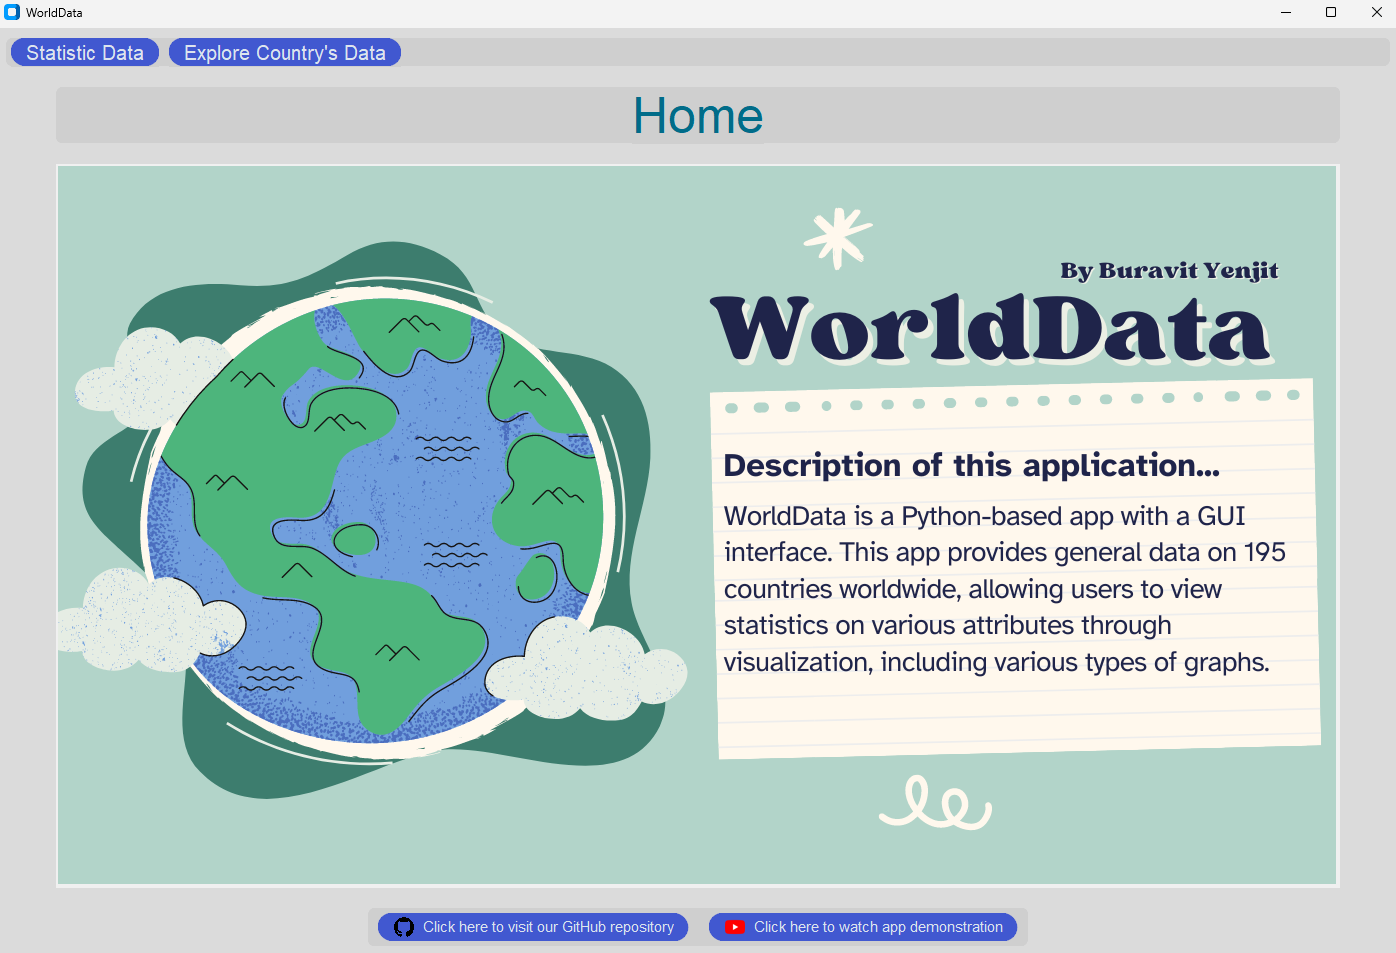 WorldData
Statistic Data
Explore Country's Data
Home
By Buravit Yenjit
WorldData
Description of this application...
WorldData is a Python-based app with a GUI
interface. This app provides general data on 195
countries worldwide, allowing users to view
statistics on various attributes through
visualization, including various types of graphs.
Click here to visit our GitHub repository
Click here to watch app demonstration